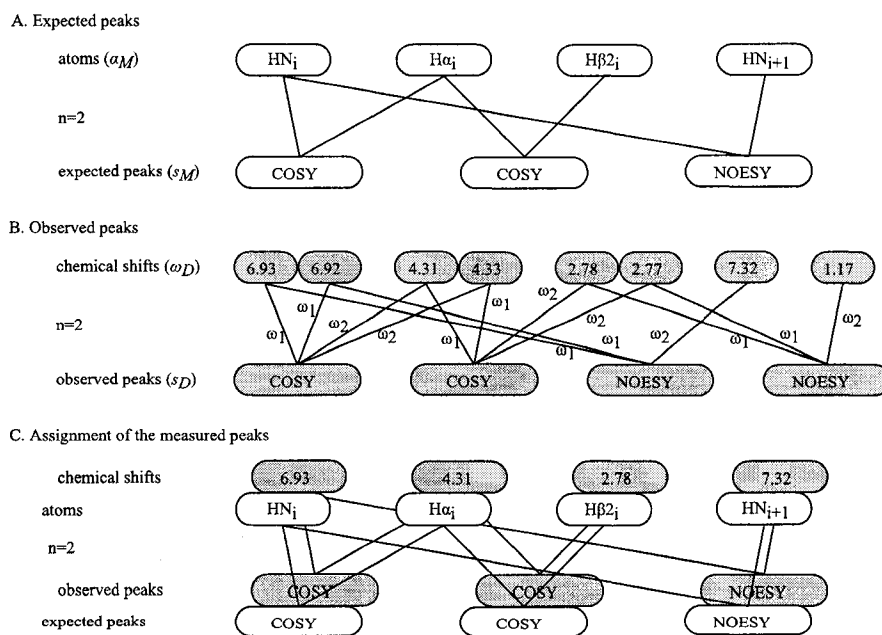 A. Expected peaks
atoms (αM) HNi Hαi Hβ2i HNi+1
n=2
expected peaks (sM) COSY COSY NOESY
B. Observed peaks
chemical shifts (ωD) 6.93 6.92 4.31 4.33 2.78 2.77 7.32 1.17
n=2 ω1 ω1 ω2 ω2 ω1 ω1 ω2 ω2 ω1 ω1 ω2 ω1 ω1 ω2
observed peaks (sD) COSY COSY NOESY NOESY
C. Assignment of the measured peaks
chemical shifts 6.93 4.31 2.78 7.32
atoms HNi Hαi Hβ2i HNi+1
n=2
observed peaks COSY COSY NOESY
expected peaks COSY COSY NOESY